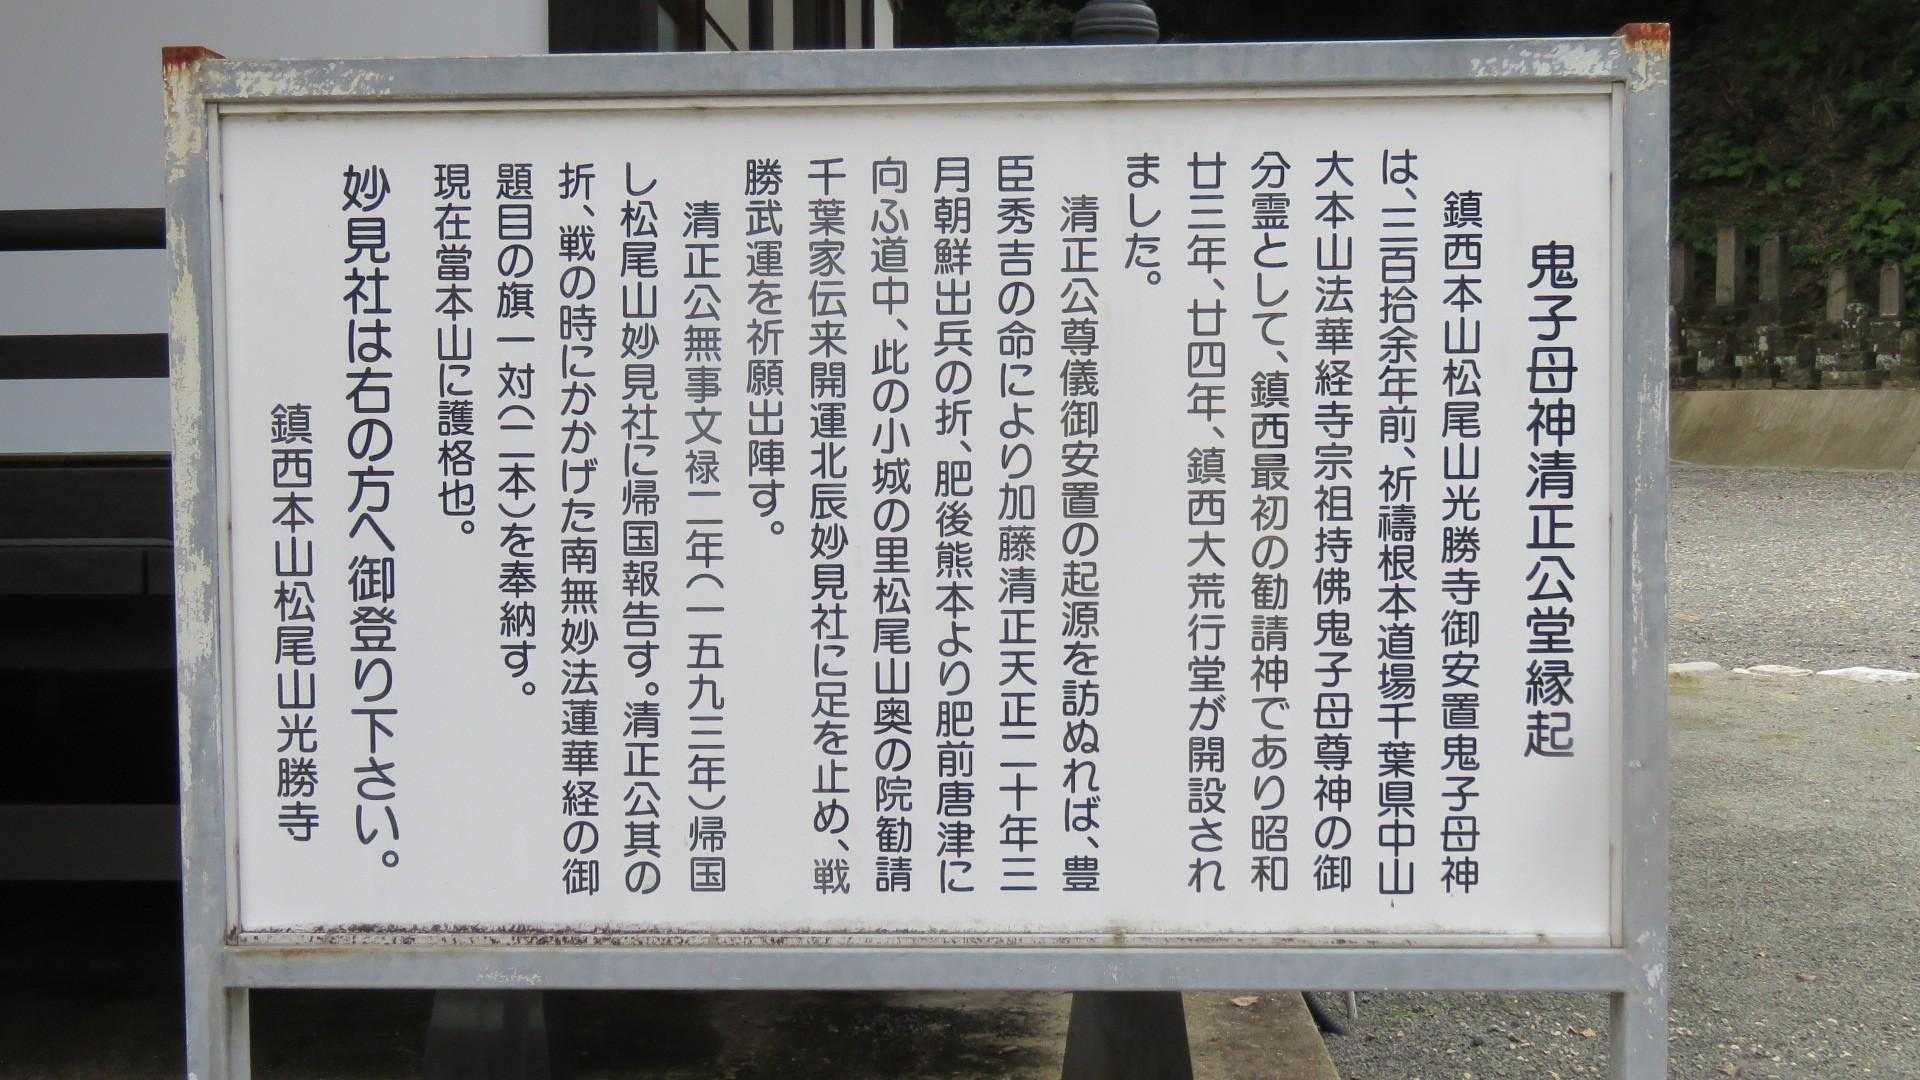 鬼子母神清正公堂縁起
鎮西本山松尾山光勝寺御安置鬼子母神
は、三百拾余年前、祈禱根本道場千葉県中山
大本山法華経寺宗祖持佛鬼子母尊神の御
分霊として、鎮西最初の勧請神であり昭和
廿三年、廿四年、鎮西大荒行堂が開設され
ました。
清正公尊儀御安置の起源を訪ぬれば、豊
臣秀吉の命により加藤清正天正二十年三
月朝鮮出兵の折、肥後熊本より肥前唐津に
向ふ道中、此の小城の里松尾山奥の院勧請
千葉家伝来開運北辰妙見社に足を止め、戦
勝武運を祈願出陣す。
清正公無事文禄二年(一五九三年)帰国
し松尾山妙見社に帰国報告す。清正公其の
折、戦の時にかかげた南無妙法蓮華経の御
題目の旗一対(二本)を奉納す。
現在當本山に護格也。
妙見社は右の方へ御登り下さい。
鎮西本山松尾山光勝寺